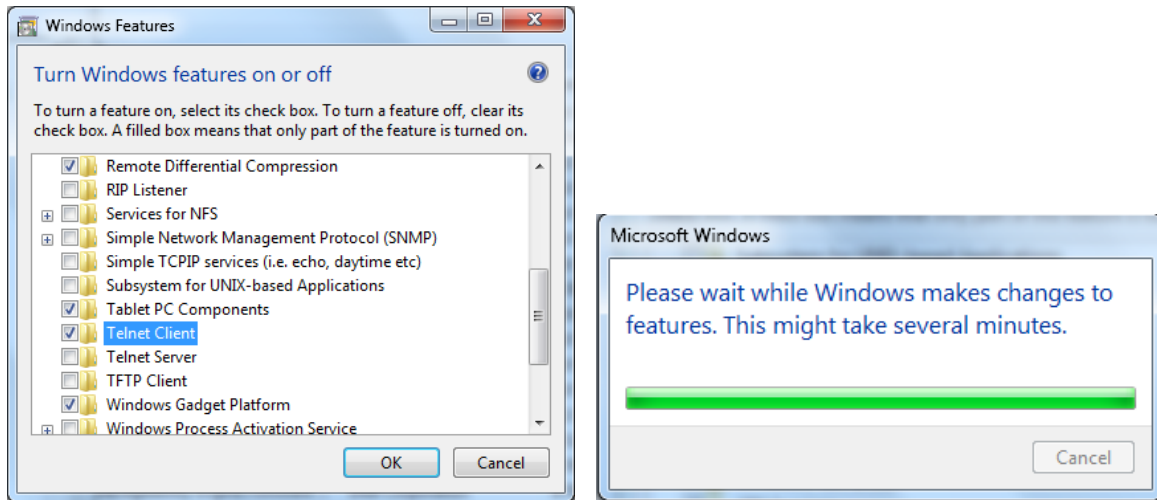 Windows Features
Turn Windows features on or off
To turn a feature on, select its check box. To turn a feature off, clear its
check box. A filled box means that only part of the feature is turned on.
Remote Differential Compression
RIP Listener
Services for NFS
Simple Network Management Protocol (SNMP)
Simple TCPIP services (i.e. echo, daytime etc)
Subsystem for UNIX-based Applications
Tablet PC Components
Telnet Client
Telnet Server
TFTP Client
Windows Gadget Platform
Windows Process Activation Service
OK
Cancel
Microsoft Windows
Please wait while Windows makes changes to
features. This might take several minutes.
Cancel